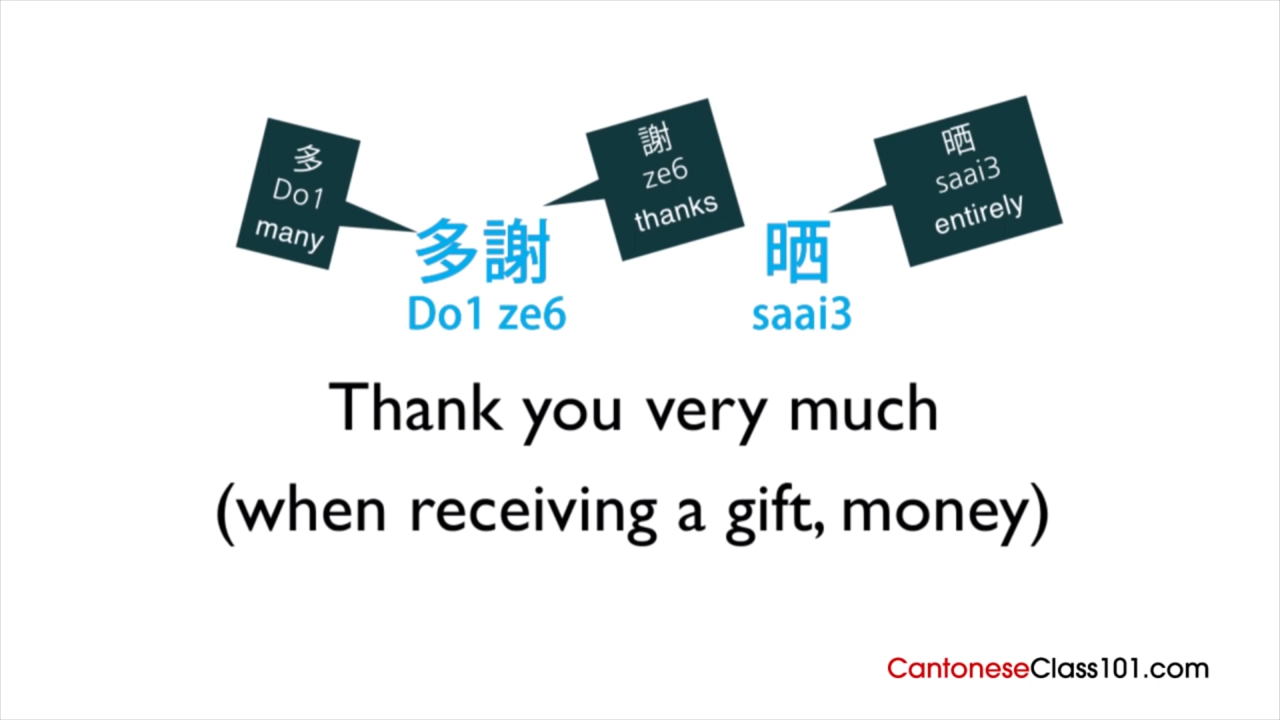 多
Do1
many
謝
ze6
thanks
晒
saai3
entirely
多謝 晒
Do1 ze6 saai3
Thank you very much
(when receiving a gift, money)
CantoneseClass101.com